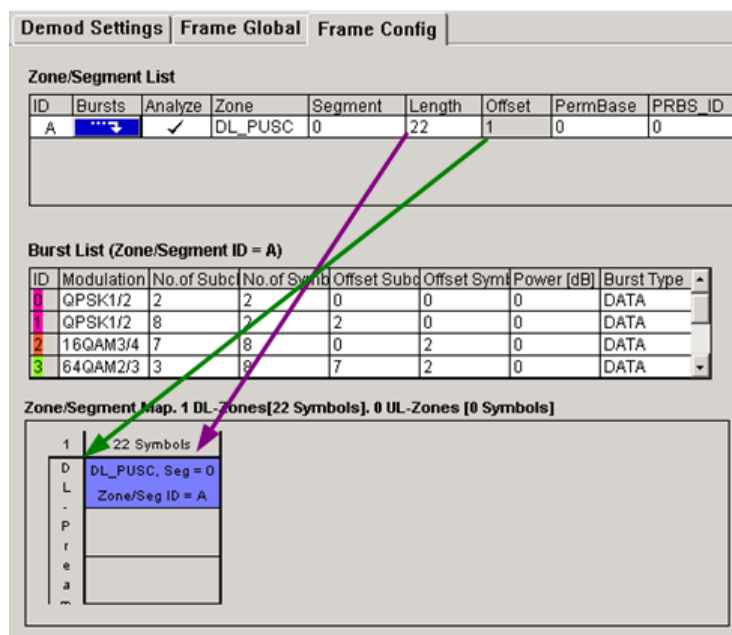 Demod Settings Frame Global Frame Config
Zone/Segment List
ID Bursts Analyze Zone Segment Length Offset PermBase PRBS_ID
A DL_PUSC 0 22 1 0 0
Burst List (Zone/Segment ID = A)
ID Modulation No.of Subcl No.of Symb Offset Subc Offset Symb Power [dB] Burst Type
0 QPSK1/2 2 2 0 0 0 DATA
1 QPSK1/2 8 2 2 0 0 DATA
2 16QAM3/4 7 8 0 2 0 DATA
3 64QAM2/3 3 8 7 2 0 DATA
Zone/Segment Map. 1 DL-Zones[22 Symbols]. 0 UL-Zones [0 Symbols]
1 22 Symbols
DL-Pream
DL_PUSC, Seg = 0
Zone/Seg ID = A